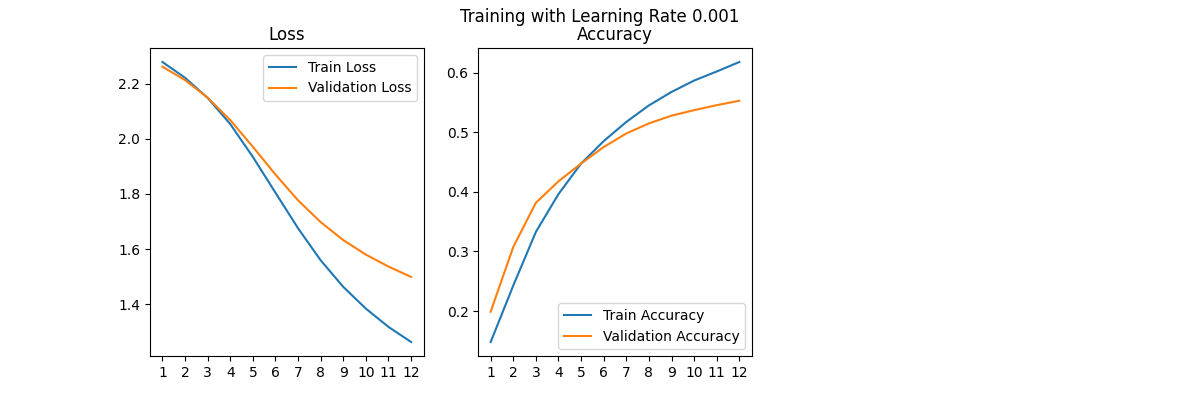 Training with Learning Rate 0.001
Loss
Train Loss
Validation Loss
2.2
2.0
1.8
1.6
1.4
1 2 3 4 5 6 7 8 9 10 11 12
Accuracy
0.6
0.5
0.4
0.3
0.2
Train Accuracy
Validation Accuracy
1 2 3 4 5 6 7 8 9 10 11 12